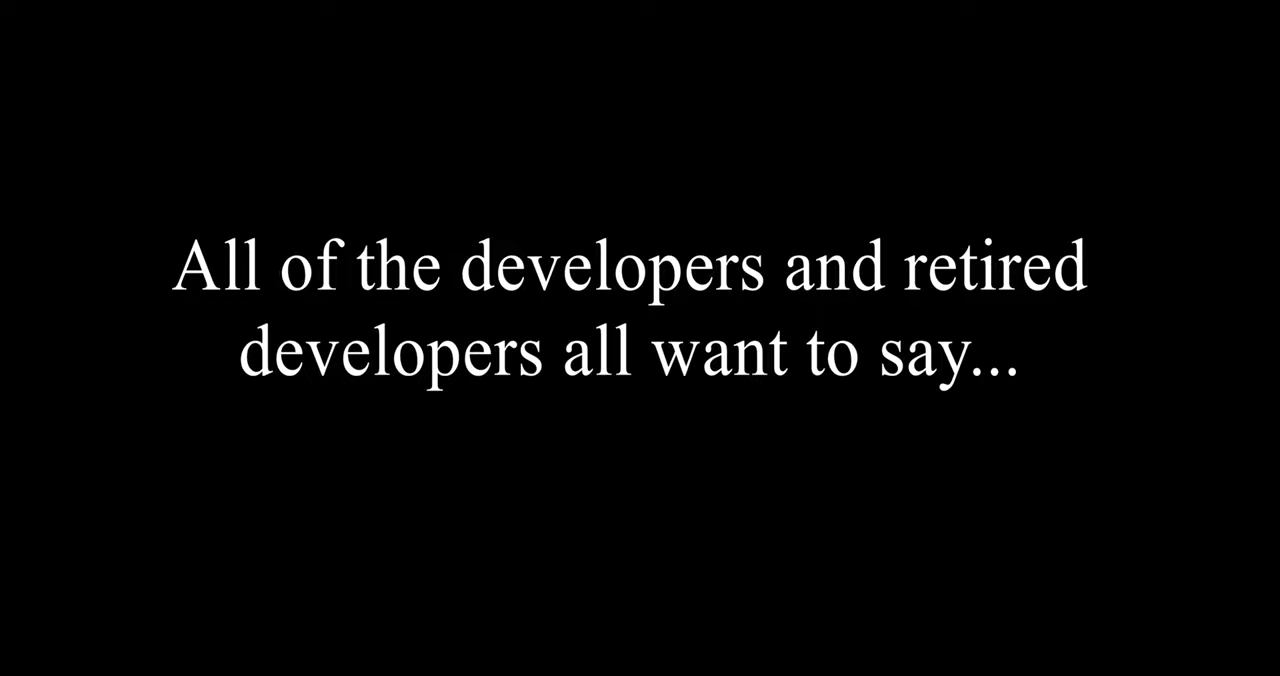 All of the developers and retired
developers all want to say...